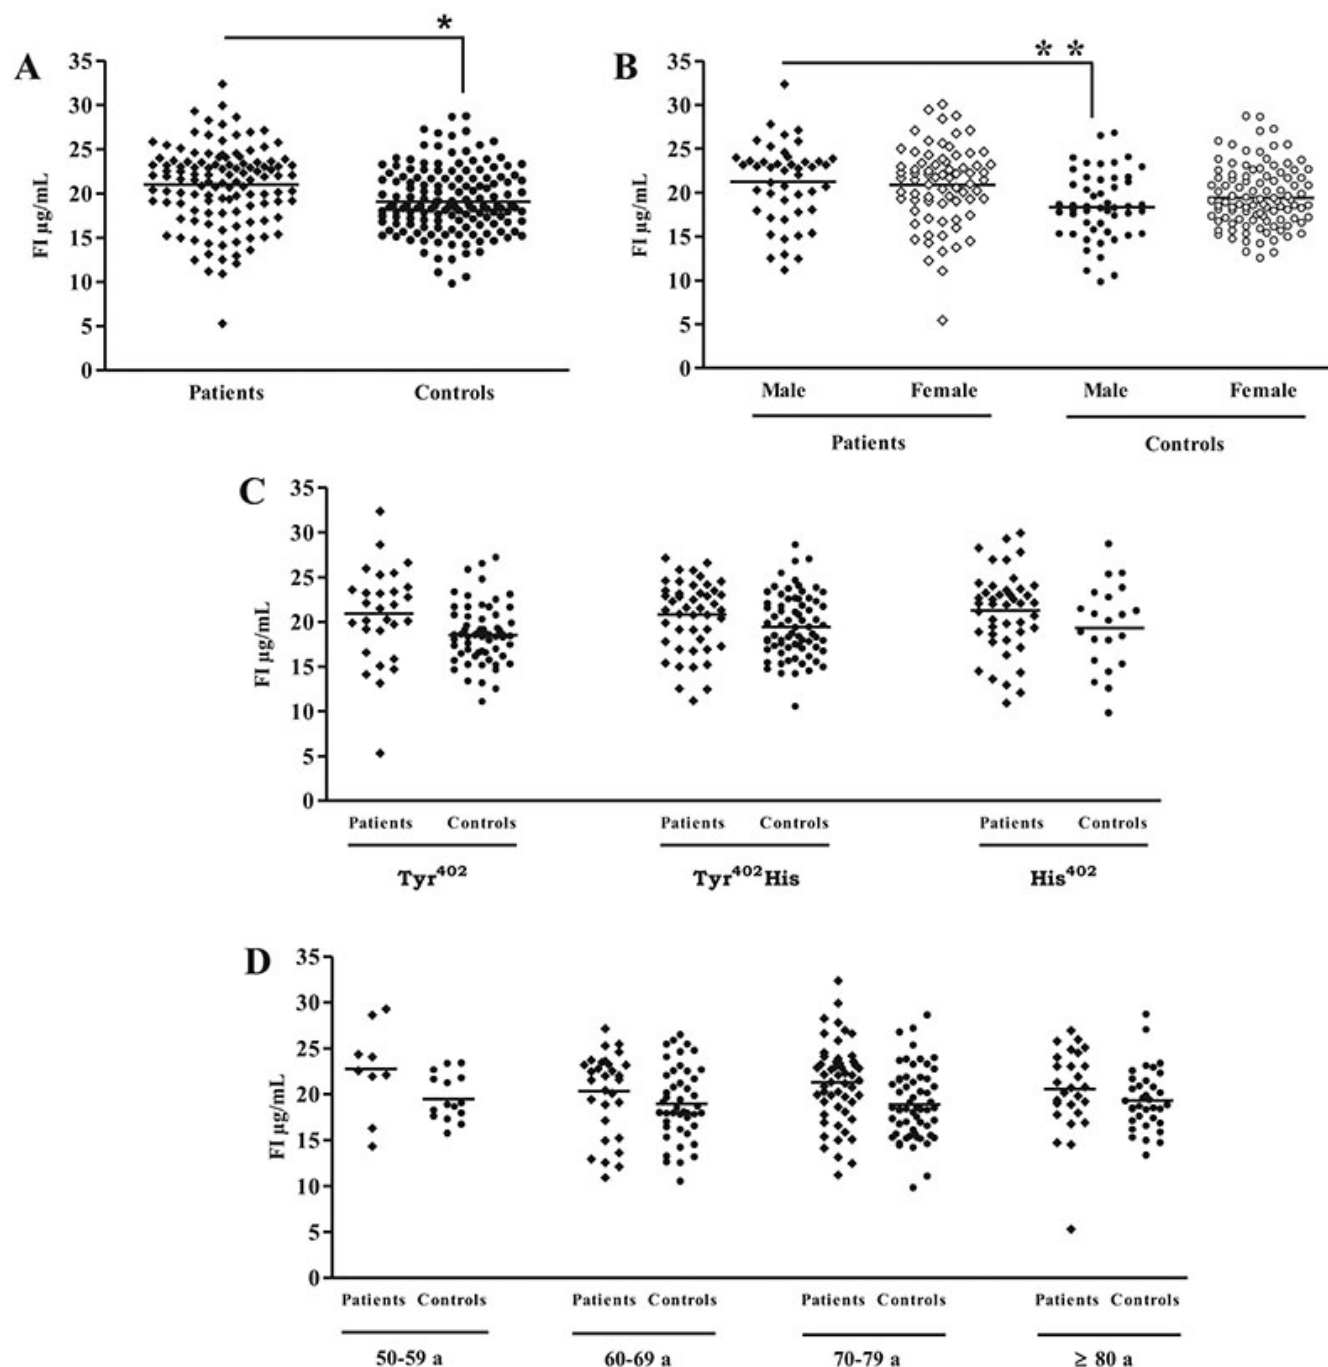 A
*
FI µg/mL
35
30
25
20
15
10
5
0
Patients Controls
B
* *
FI µg/mL
35
30
25
20
15
10
5
0
Male Female Male Female
Patients Controls
C
FI µg/mL
35
30
25
20
15
10
5
0
Patients Controls Patients Controls Patients Controls
Tyr⁴⁰² Tyr⁴⁰²His His⁴⁰²
D
FI µg/mL
35
30
25
20
15
10
5
0
Patients Controls Patients Controls Patients Controls Patients Controls
50-59 a 60-69 a 70-79 a ≥ 80 a